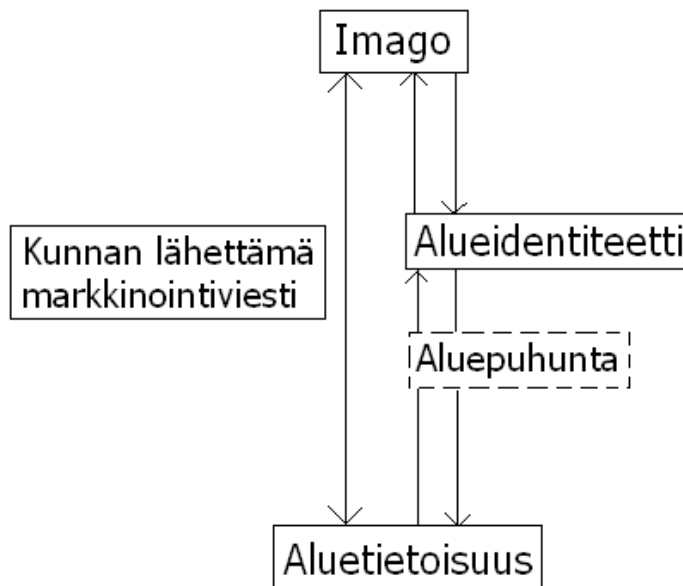 Imago
Alueidentiteetti
Kunnan lähettämä
markkinointiviesti
Aluepuhunta
Aluetietoisuus